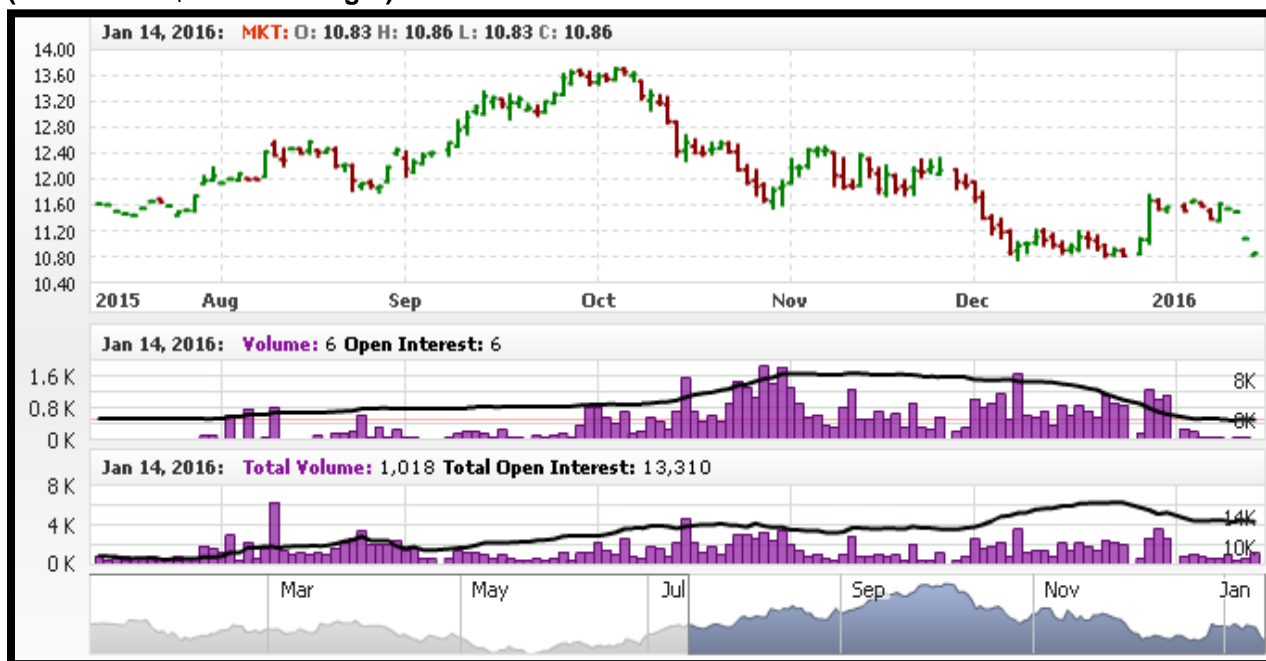 Jan 14, 2016: MKT: O: 10.83 H: 10.86 L: 10.83 C: 10.86
14.00
13.60
13.20
12.80
12.40
12.00
11.60
11.20
10.80
10.40
2015 Aug Sep Oct Nov Dec 2016
Jan 14, 2016: Volume: 6 Open Interest: 6
1.6 K 8K
0.8 K 0K
0 K
Jan 14, 2016: Total Volume: 1,018 Total Open Interest: 13,310
8 K
4 K 14K
0 K 10K
Mar May Jul Sep Nov Jan